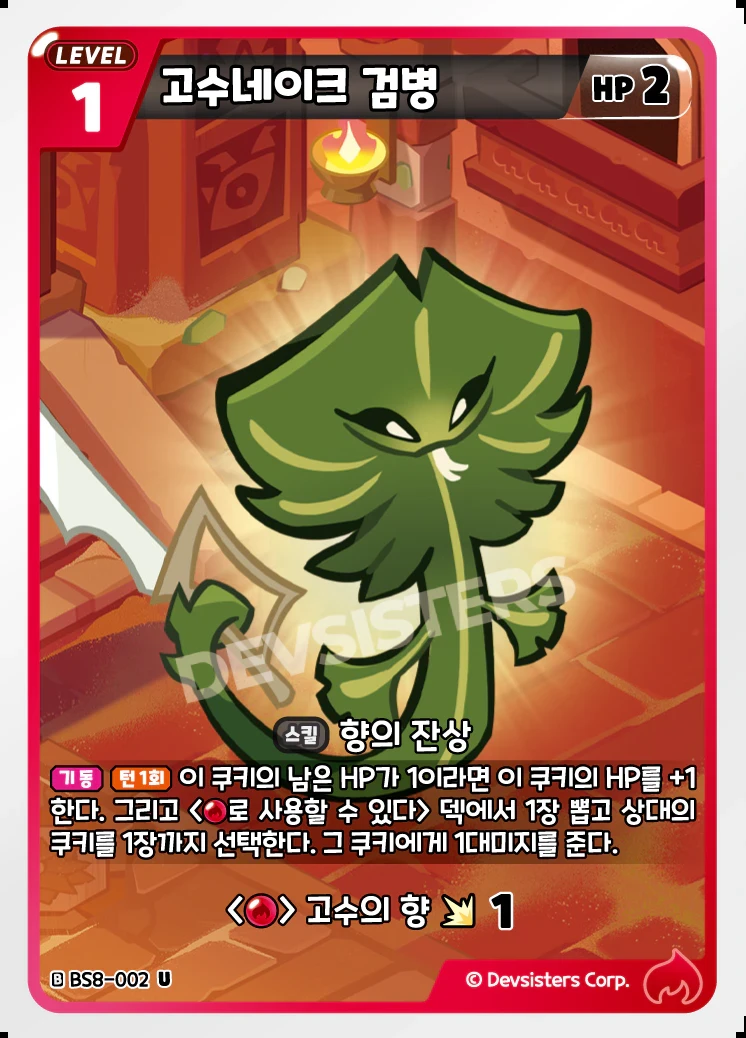 LEVEL
1
고수네이크 검병
HP 2
DEVSISTERS
스킬 향의 잔상
기동 턴 1회 이 쿠키의 남은 HP가 1이라면 이 쿠키의 HP를 +1
한다. 그리고 <로 사용할 수 있다> 덱에서 1장 뽑고 상대의
쿠키를 1장까지 선택한다. 그 쿠키에게 1대미지를 준다.
<> 고수의 향 1
B BS8-002 U
© Devsisters Corp.